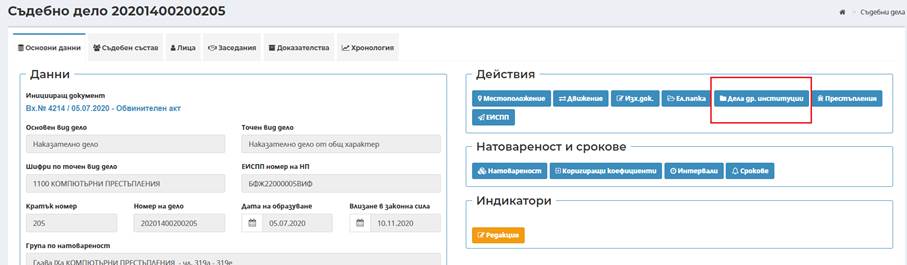 Съдебно дело 20201400200205
Съдебни дела
Основни данни Съдебен състав Лица Заседания Доказателства Хронология
Данни
Иницииращ документ
Вх.№ 4214 / 05.07.2020 - Обвинителен акт
Основен вид дело Точен вид дело
Наказателно дело Наказателно дело от общ характер
Шифри по точен вид дело ЕИСПП номер на НП
1100 КОМПЮТЪРНИ ПРЕСТЪПЛЕНИЯ БФЖ22000005ВИФ
Кратък номер Номер на дело Дата на образуване Влизане в законна сила
205 20201400200205 05.07.2020 10.11.2020
Група по натовареност
Глава IXa КОМПЮТЪРНИ ПРЕСТЪПЛЕНИЯ - чл. 319а - 319е
Действия
Местоположение Движение Изх.док. Ел.папка Дела др. институции Престъпления
ЕИСПП
Натовареност и срокове
Натовареност Коригиращи коефициенти Интервали Срокове
Индикатори
Редакция